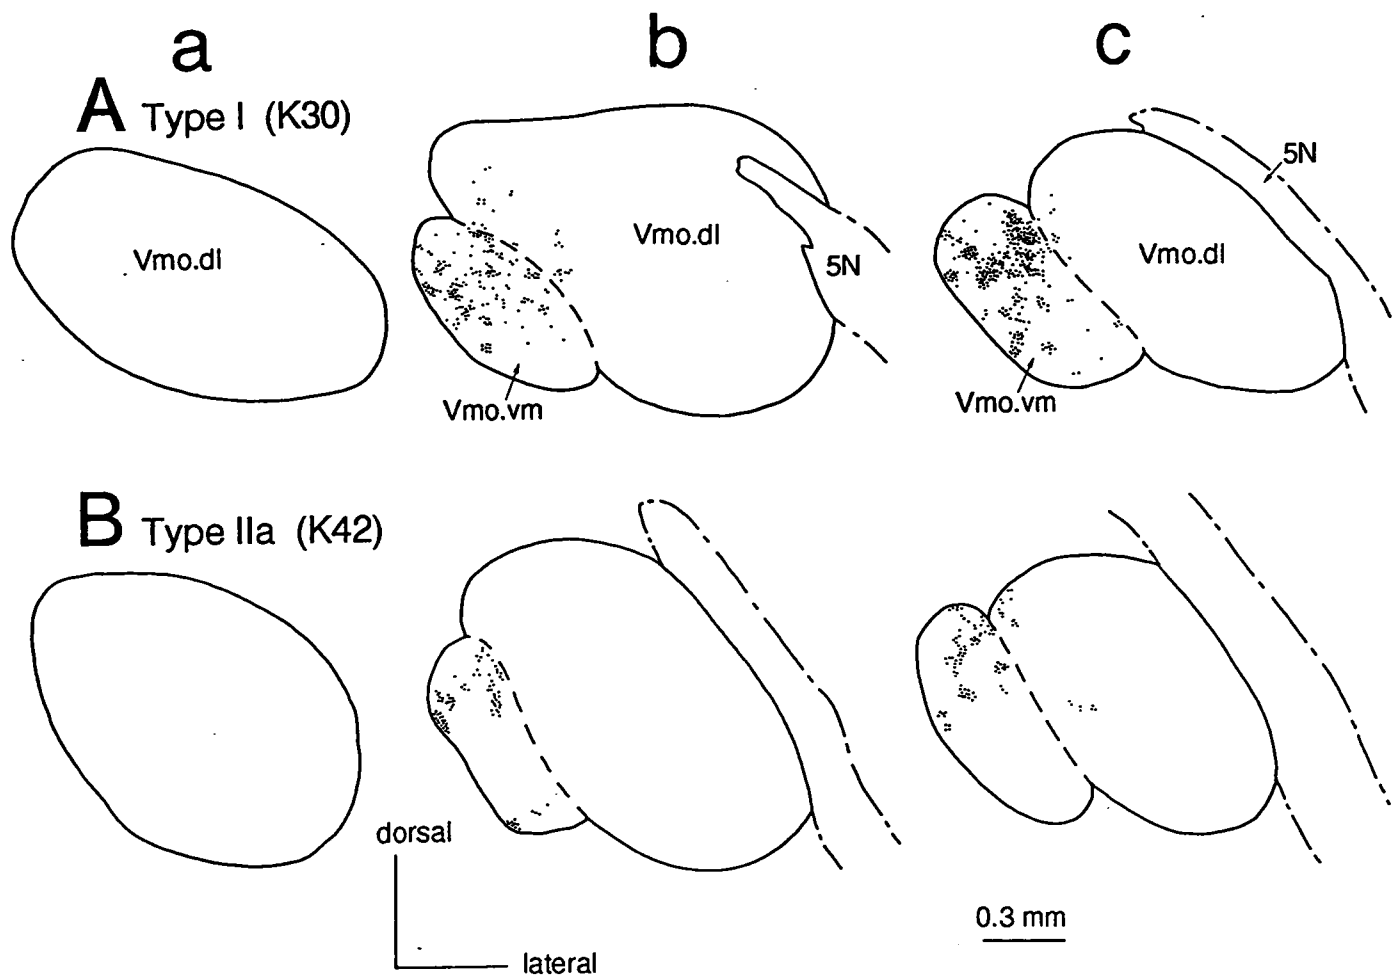 a b c
A Type I (K30)
Vmo.dl
Vmo.dl
5N
Vmo.vm
5N
Vmo.dl
Vmo.vm
B Type IIa (K42)
dorsal
lateral
0.3 mm